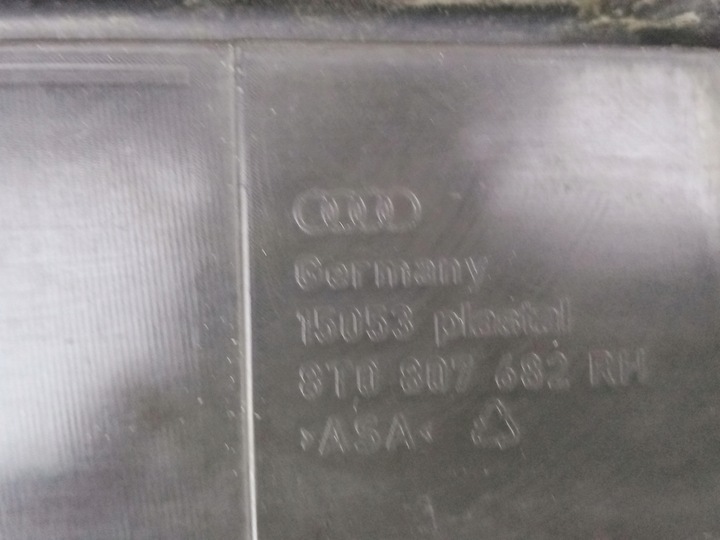 Germany
15053 plastal
8T0 807 682 RH
>ASA<